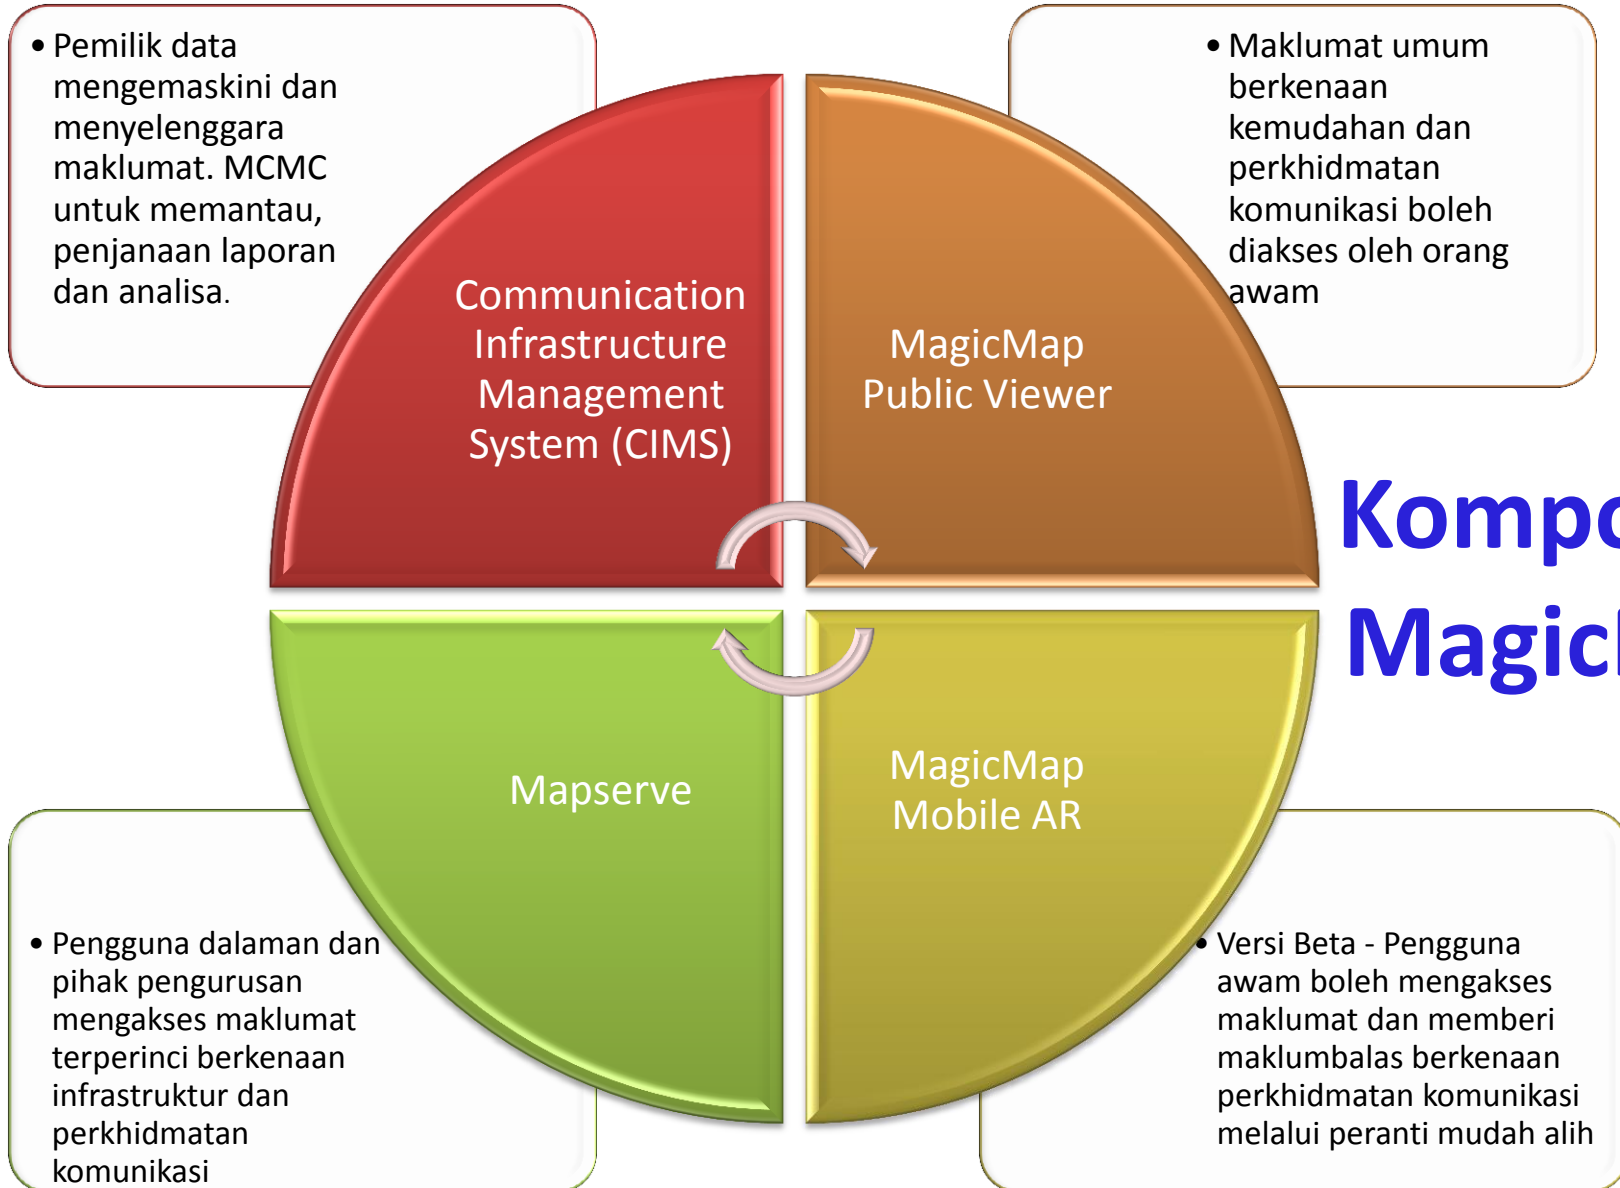 • Pemilik data
mengemaskini dan
menyelenggara
maklumat. MCMC
untuk memantau,
penjanaan laporan
dan analisa.
• Maklumat umum
berkenaan
kemudahan dan
perkhidmatan
komunikasi boleh
diakses oleh orang
awam
Communication
Infrastructure
Management
System (CIMS)
MagicMap
Public Viewer
Mapserve
MagicMap
Mobile AR
• Pengguna dalaman dan
pihak pengurusan
mengakses maklumat
terperinci berkenaan
infrastruktur dan
perkhidmatan
komunikasi
• Versi Beta - Pengguna
awam boleh mengakses
maklumat dan memberi
maklumbalas berkenaan
perkhidmatan komunikasi
melalui peranti mudah alih